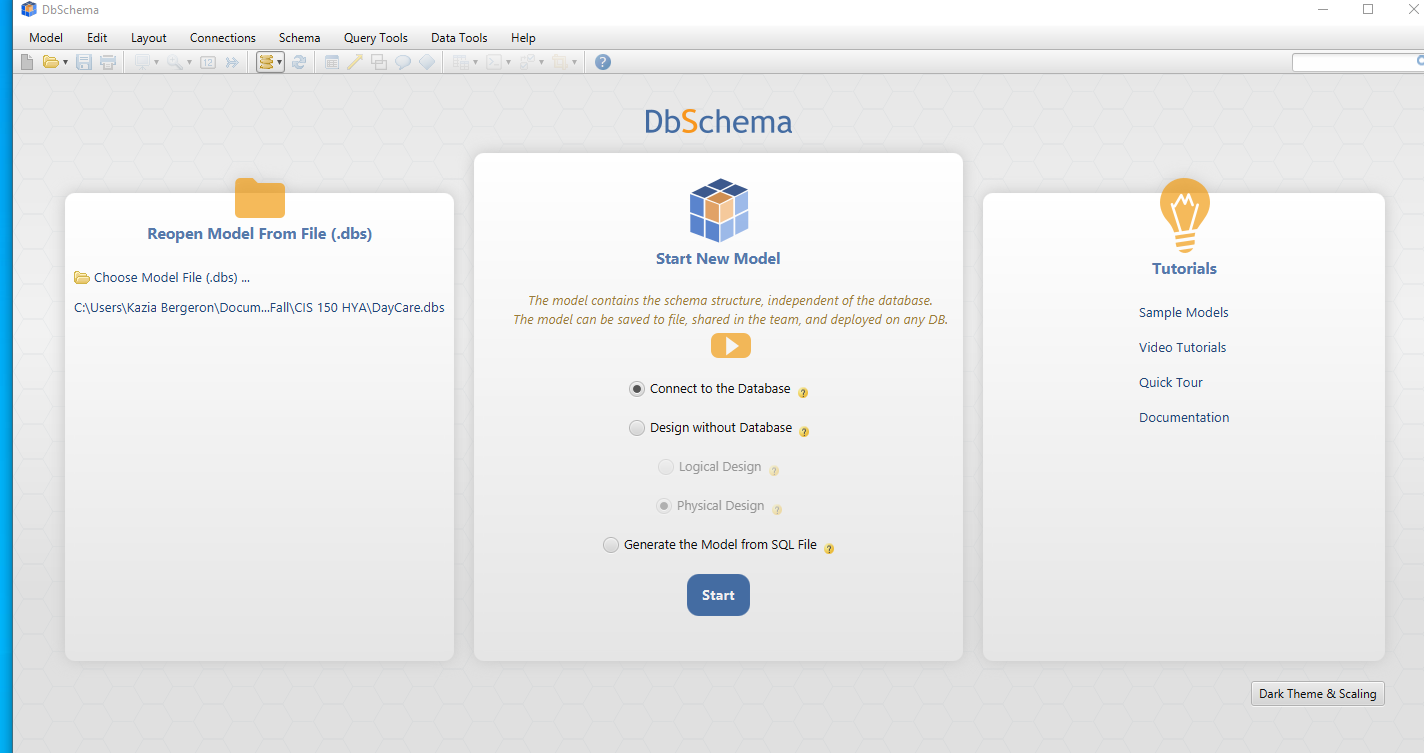 DbSchema
Model Edit Layout Connections Schema Query Tools Data Tools Help
12
?
DbSchema
Reopen Model From File (.dbs)
Choose Model File (.dbs) ...
C:\Users\Kazia Bergeron\Docum...Fall\CIS 150 HYA\DayCare.dbs
Start New Model
The model contains the schema structure, independent of the database.
The model can be saved to file, shared in the team, and deployed on any DB.
Connect to the Database ?
Design without Database ?
Logical Design ?
Physical Design ?
Generate the Model from SQL File ?
Start
Tutorials
Sample Models
Video Tutorials
Quick Tour
Documentation
Dark Theme & Scaling